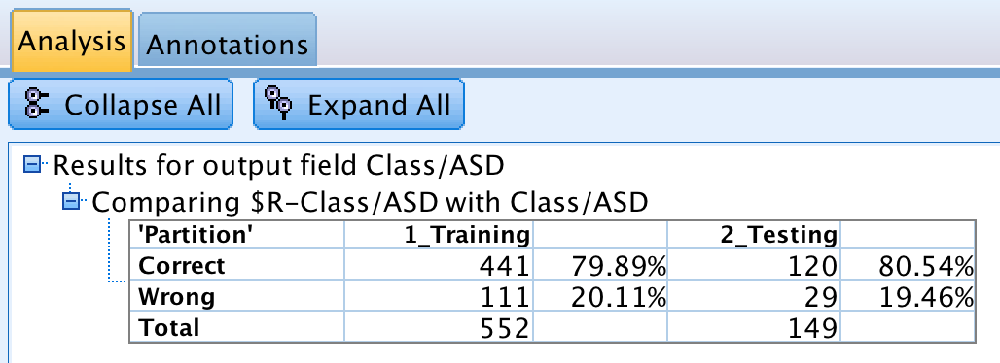 Analysis Annotations
Collapse All Expand All
Results for output field Class/ASD
Comparing $R-Class/ASD with Class/ASD
'Partition' 1_Training 2_Testing
Correct 441 79.89% 120 80.54%
Wrong 111 20.11% 29 19.46%
Total 552 149